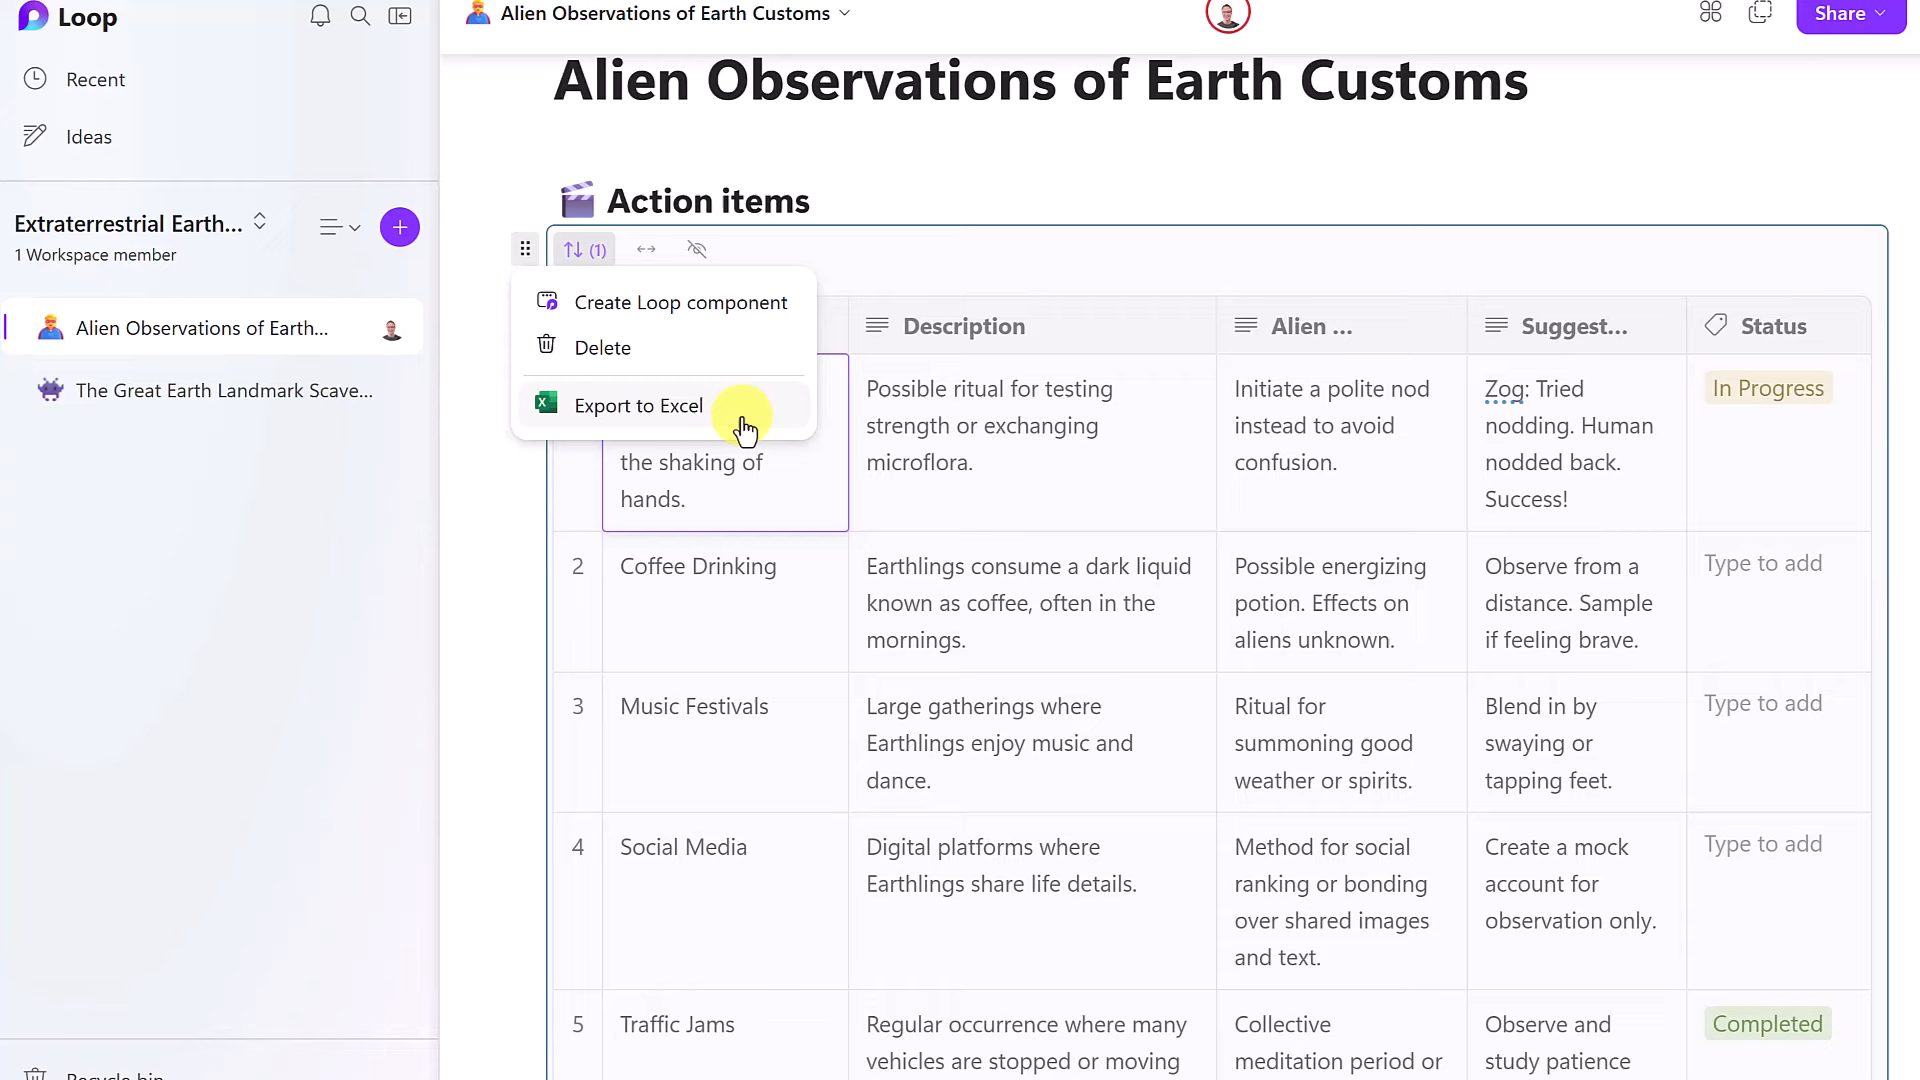 Loop
Alien Observations of Earth Customs
Share
Recent
Ideas
Extraterrestrial Earth...
1 Workspace member
Alien Observations of Earth...
The Great Earth Landmark Scave...
Recycle bin
Alien Observations of Earth Customs
Action items
(1)
Create Loop component
Delete
Export to Excel
Description
Alien ...
Suggest...
Status
the shaking of
hands.
Possible ritual for testing
strength or exchanging
microflora.
Initiate a polite nod
instead to avoid
confusion.
Zog: Tried
nodding. Human
nodded back.
Success!
In Progress
2
Coffee Drinking
Earthlings consume a dark liquid
known as coffee, often in the
mornings.
Possible energizing
potion. Effects on
aliens unknown.
Observe from a
distance. Sample
if feeling brave.
Type to add
3
Music Festivals
Large gatherings where
Earthlings enjoy music and
dance.
Ritual for
summoning good
weather or spirits.
Blend in by
swaying or
tapping feet.
Type to add
4
Social Media
Digital platforms where
Earthlings share life details.
Method for social
ranking or bonding
over shared images
and text.
Create a mock
account for
observation only.
Type to add
5
Traffic Jams
Regular occurrence where many
vehicles are stopped or moving
Collective
meditation period or
Observe and
study patience
Completed